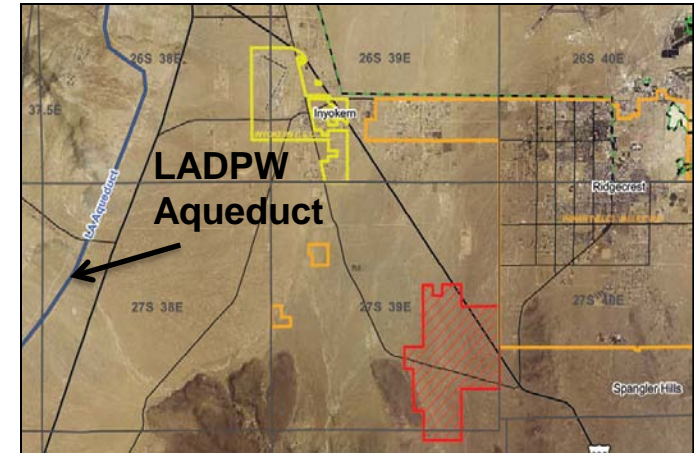 26S 38E
26S 39E
26S 40E
37.5E
Inyokern
LADPW
Aqueduct
LA Aqueduct
Ridgecrest
27S 38E
27S 39E
27S 40E
Spangler Hills